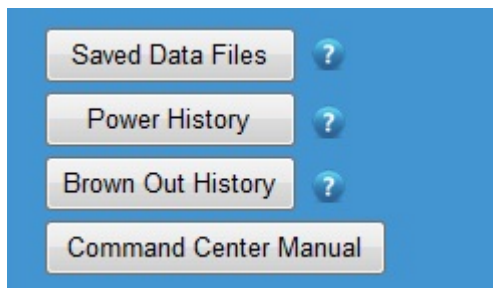 Saved Data Files ?
Power History ?
Brown Out History ?
Command Center Manual